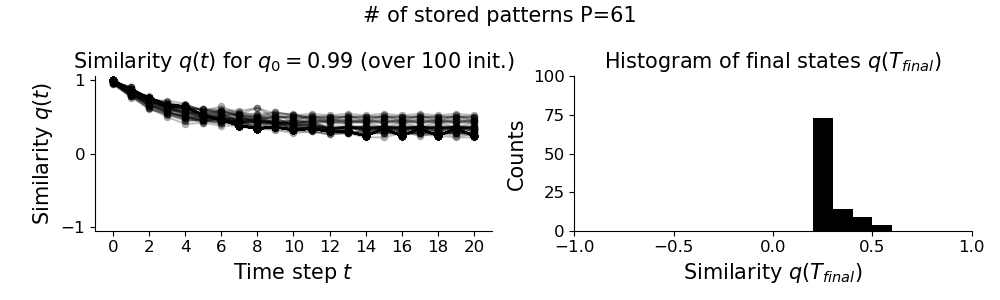 # of stored patterns P=61
Similarity q(t) for q₀ = 0.99 (over 100 init.)
1
0
−1
Similarity q(t)
0 2 4 6 8 10 12 14 16 18 20
Time step t
Histogram of final states q(T_final)
100
75
50
25
0
Counts
−1.0 −0.5 0.0 0.5 1.0
Similarity q(T_final)